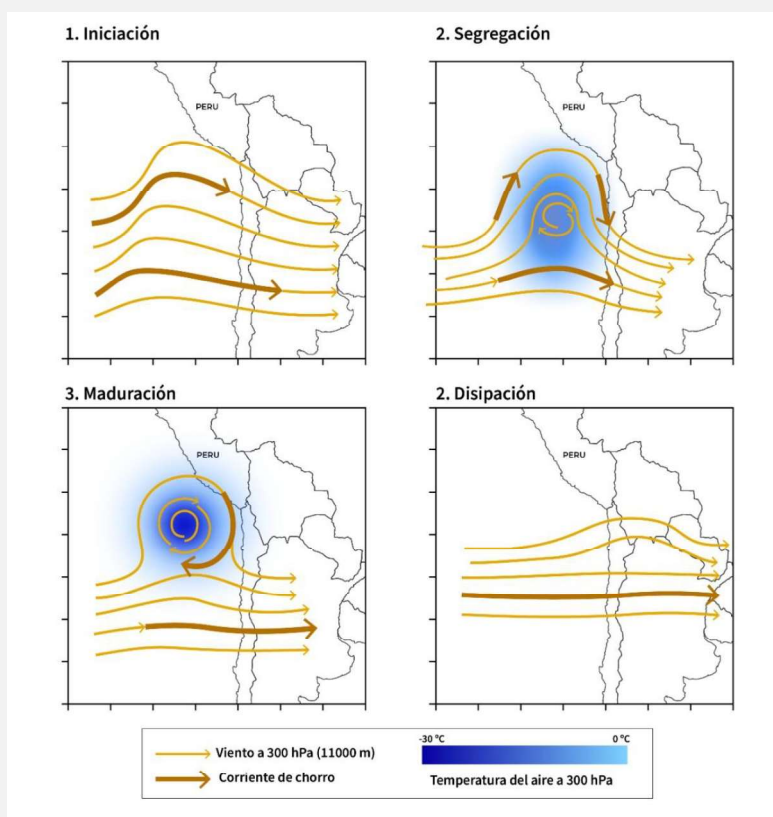 1. Iniciación
2. Segregación
PERU
PERU
3. Maduración
2. Disipación
PERU
PERU
Viento a 300 hPa (11000 m)
Corriente de chorro
-30 °C
0 °C
Temperatura del aire a 300 hPa